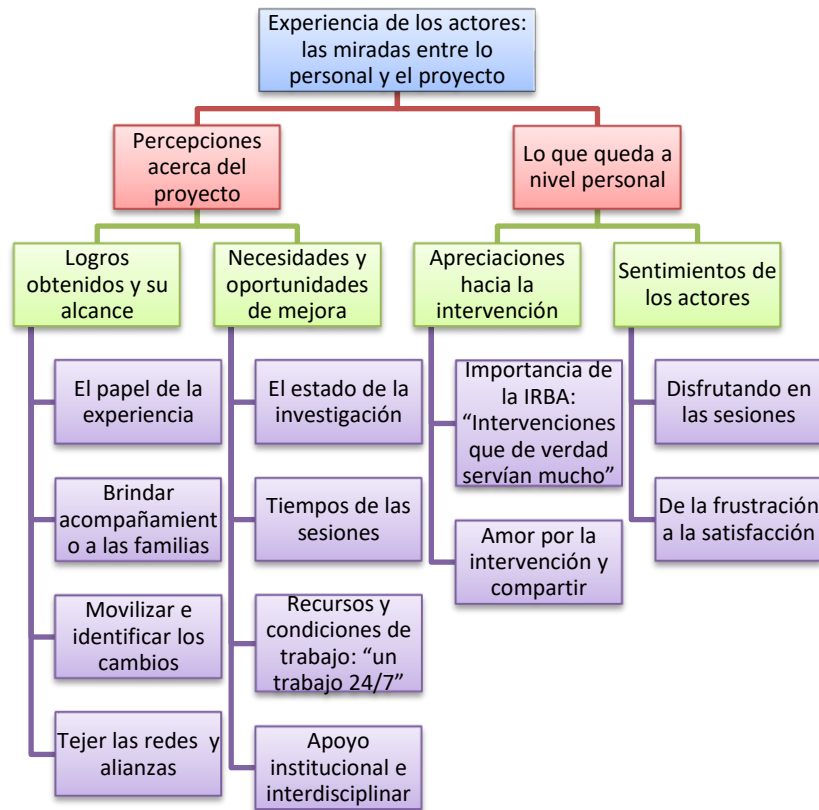 Experiencia de los actores:
las miradas entre lo
personal y el proyecto
Percepciones
acerca del
proyecto
Lo que queda a
nivel personal
Logros
obtenidos y su
alcance
Necesidades y
oportunidades
de mejora
Apreciaciones
hacia la
intervención
Sentimientos de
los actores
El papel de la
experiencia
Brindar
acompañamient
o a las familias
Movilizar e
identificar los
cambios
Tejer las redes y
alianzas
El estado de la
investigación
Tiempos de las
sesiones
Recursos y
condiciones de
trabajo: “un
trabajo 24/7”
Apoyo
institucional e
interdisciplinar
Importancia de
la IRBA:
“Intervenciones
que de verdad
servían mucho”
Amor por la
intervención y
compartir
Disfrutando en
las sesiones
De la frustración
a la satisfacción